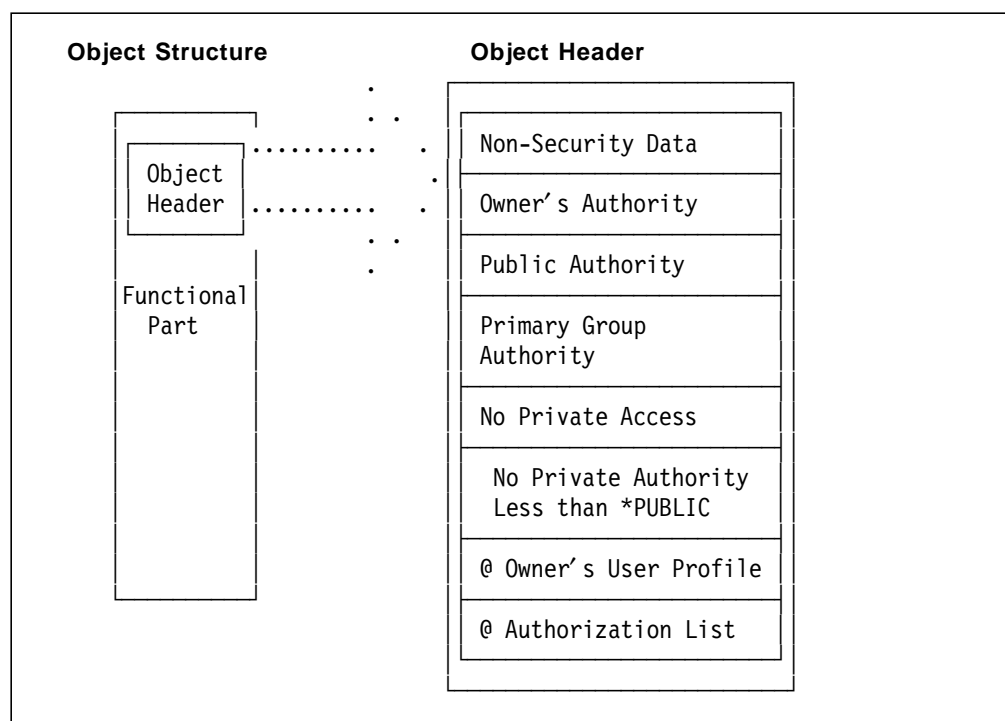 Object Structure
Object Header
Object
Header
Functional
Part
Non-Security Data
Owner′s Authority
Public Authority
Primary Group
Authority
No Private Access
No Private Authority
Less than *PUBLIC
@ Owner′s User Profile
@ Authorization List